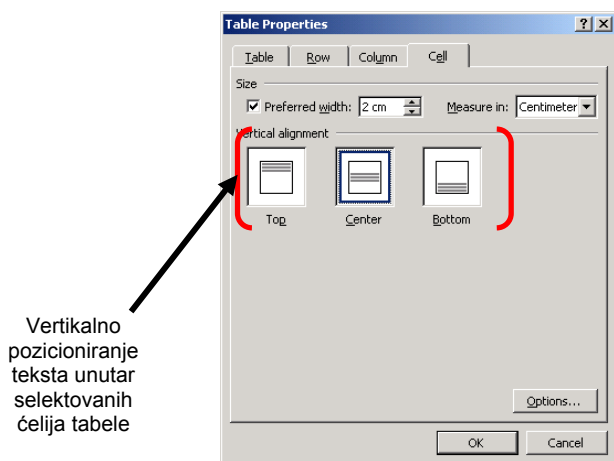 Table Properties
Table Row Column Cell
Size
Preferred width: 2 cm Measure in: Centimeter
Vertical alignment
Top Center Bottom
Vertikalno
pozicioniranje
teksta unutar
selektovanih
ćelija tabele
Options...
OK Cancel